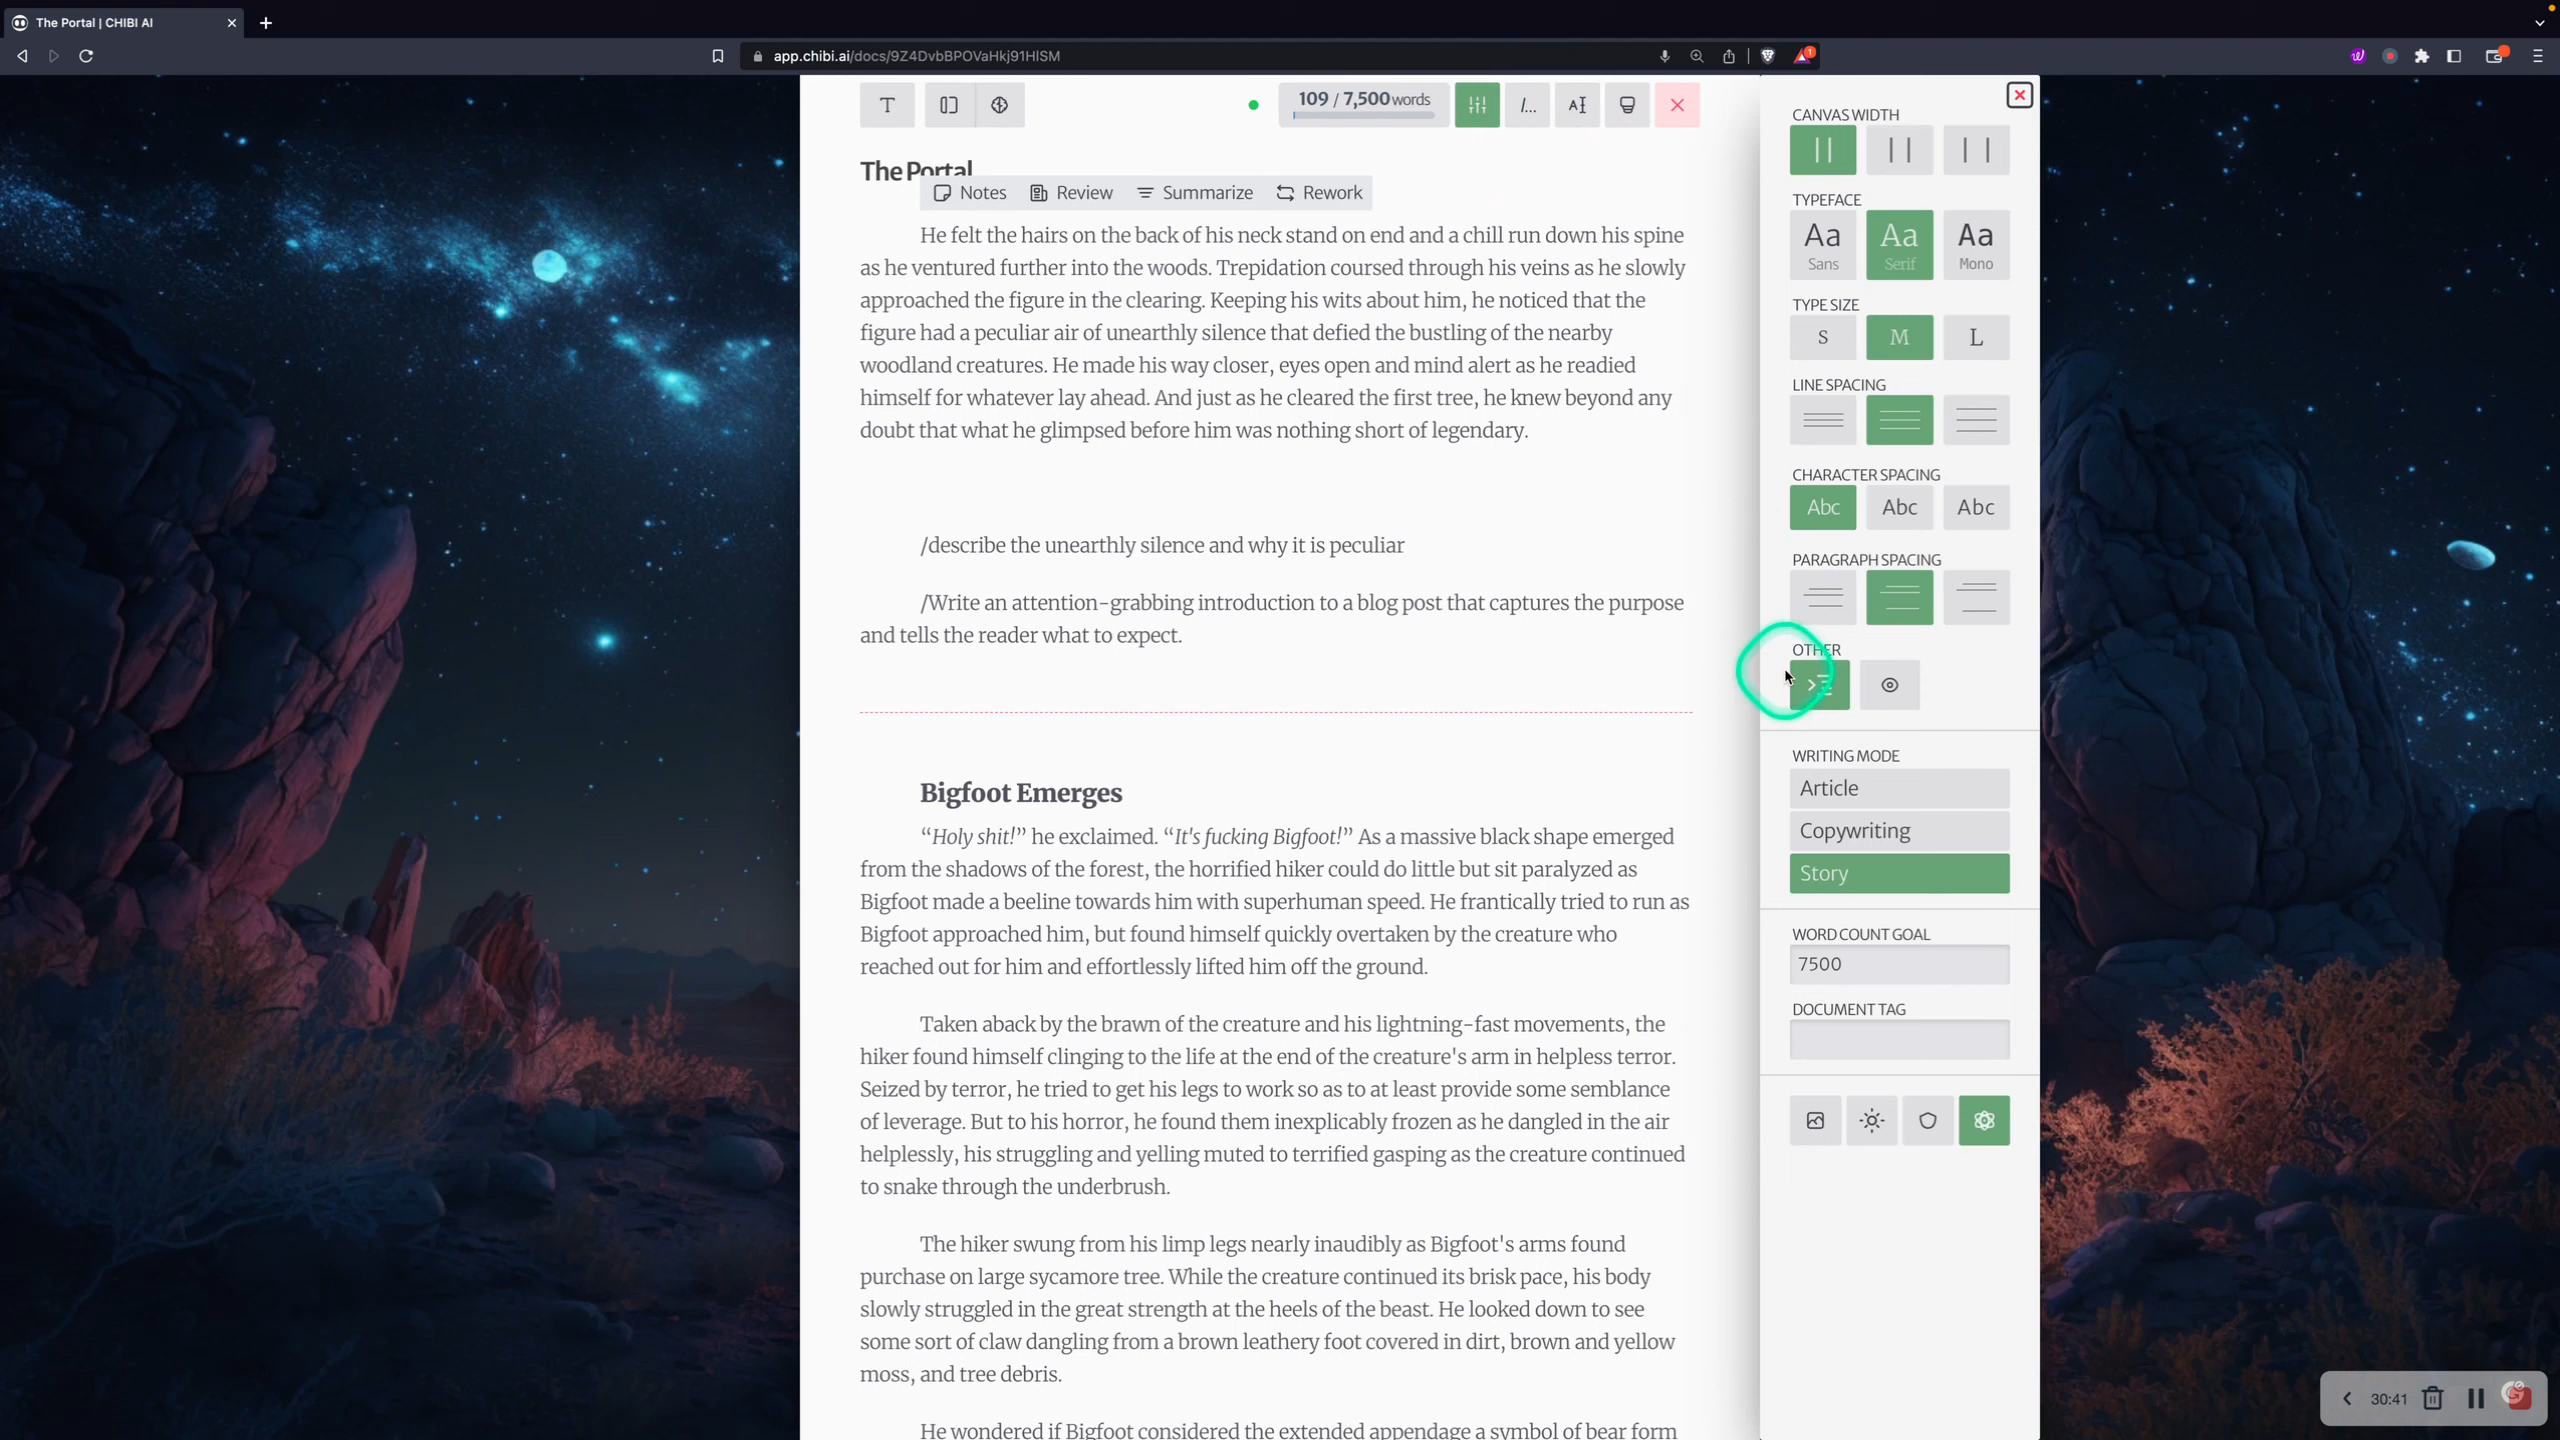 The Portal | CHIBI AI
app.chibi.ai/docs/9Z4DvbBPOVaHkj91HlSM
T
109 / 7,500 words
/...
AI
The Portal
Notes
Review
Summarize
Rework
He felt the hairs on the back of his neck stand on end and a chill run down his spine
as he ventured further into the woods. Trepidation coursed through his veins as he slowly
approached the figure in the clearing. Keeping his wits about him, he noticed that the
figure had a peculiar air of unearthly silence that defied the bustling of the nearby
woodland creatures. He made his way closer, eyes open and mind alert as he readied
himself for whatever lay ahead. And just as he cleared the first tree, he knew beyond any
doubt that what he glimpsed before him was nothing short of legendary.
/describe the unearthly silence and why it is peculiar
/Write an attention-grabbing introduction to a blog post that captures the purpose
and tells the reader what to expect.
Bigfoot Emerges
“Holy shit!” he exclaimed. “It's fucking Bigfoot!” As a massive black shape emerged
from the shadows of the forest, the horrified hiker could do little but sit paralyzed as
Bigfoot made a beeline towards him with superhuman speed. He frantically tried to run as
Bigfoot approached him, but found himself quickly overtaken by the creature who
reached out for him and effortlessly lifted him off the ground.
Taken aback by the brawn of the creature and his lightning-fast movements, the
hiker found himself clinging to the life at the end of the creature's arm in helpless terror.
Seized by terror, he tried to get his legs to work so as to at least provide some semblance
of leverage. But to his horror, he found them inexplicably frozen as he dangled in the air
helplessly, his struggling and yelling muted to terrified gasping as the creature continued
to snake through the underbrush.
The hiker swung from his limp legs nearly inaudibly as Bigfoot's arms found
purchase on large sycamore tree. While the creature continued its brisk pace, his body
slowly struggled in the great strength at the heels of the beast. He looked down to see
some sort of claw dangling from a brown leathery foot covered in dirt, brown and yellow
moss, and tree debris.
He wondered if Bigfoot considered the extended appendage a symbol of bear form
CANVAS WIDTH
TYPEFACE
Aa Aa Aa
Sans Serif Mono
TYPE SIZE
S M L
LINE SPACING
CHARACTER SPACING
Abc Abc Abc
PARAGRAPH SPACING
OTHER
WRITING MODE
Article
Copywriting
Story
WORD COUNT GOAL
7500
DOCUMENT TAG
30:41